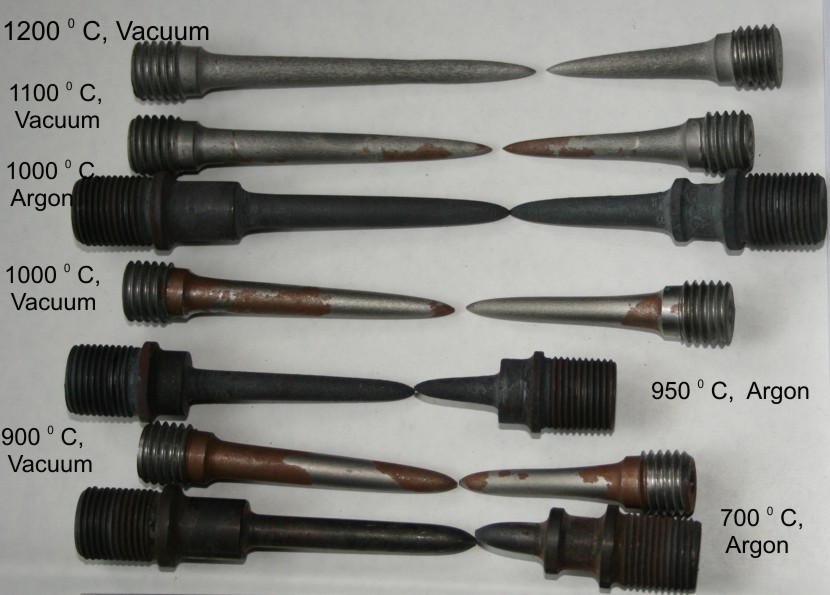 1200 ⁰ C, Vacuum
1100 ⁰ C,
Vacuum
1000 ⁰ C
Argon
1000 ⁰ C,
Vacuum
950 ⁰ C, Argon
900 ⁰ C,
Vacuum
700 ⁰ C,
Argon